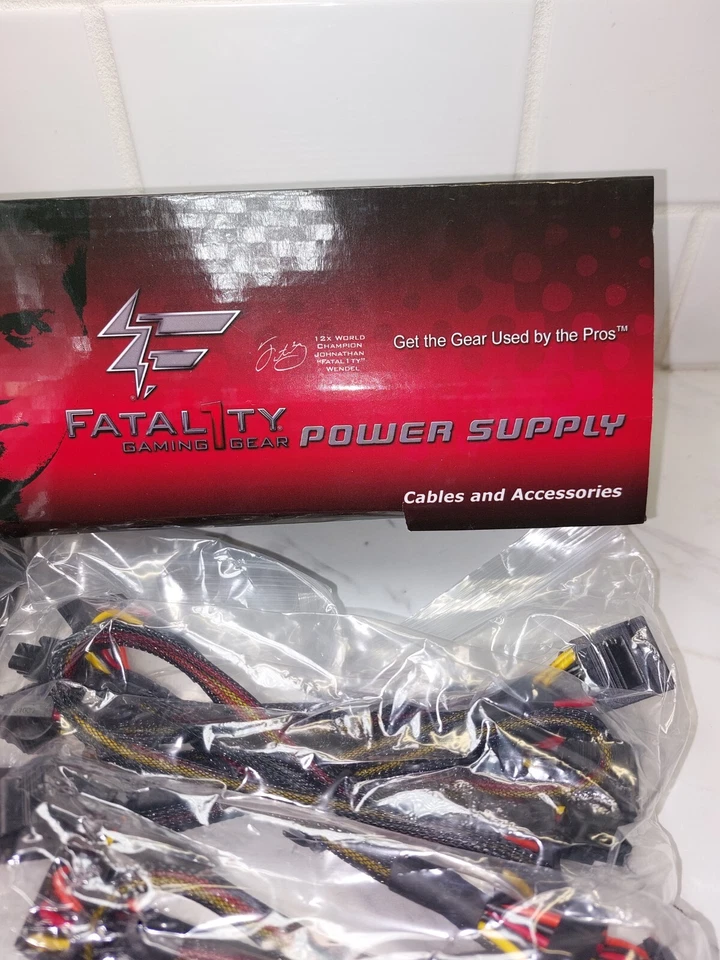 Get the Gear Used by the Pros™
12X WORLD
CHAMPION
JOHNATHAN
"FATAL1TY"
WENDEL
FATAL1TY
GAMING GEAR
POWER SUPPLY
Cables and Accessories